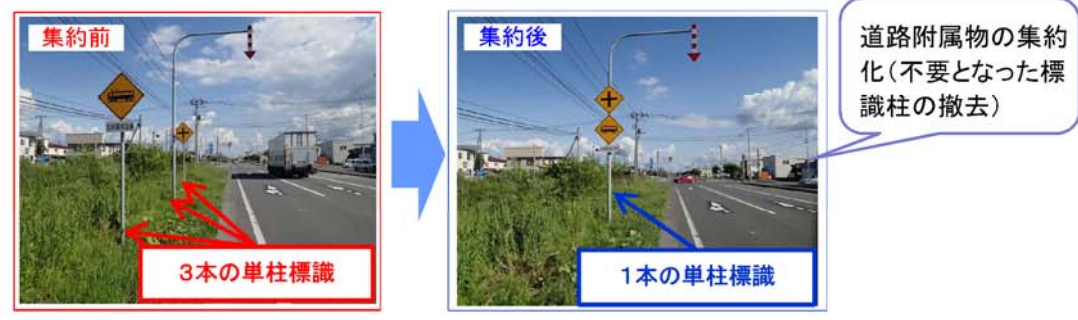 集約前
3本の単柱標識
集約後
1本の単柱標識
道路附属物の集約
化(不要となった標
識柱の撤去)